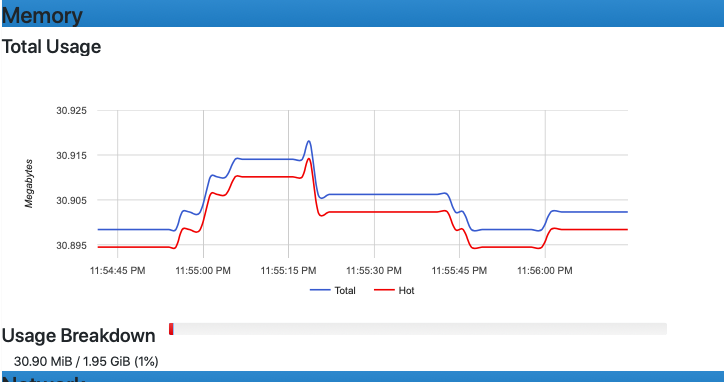 Memory
Total Usage
30.925
30.915
30.905
30.895
Megabytes
11:54:45 PM 11:55:00 PM 11:55:15 PM 11:55:30 PM 11:55:45 PM 11:56:00 PM
Total Hot
Usage Breakdown
30.90 MiB / 1.95 GiB (1%)
Network